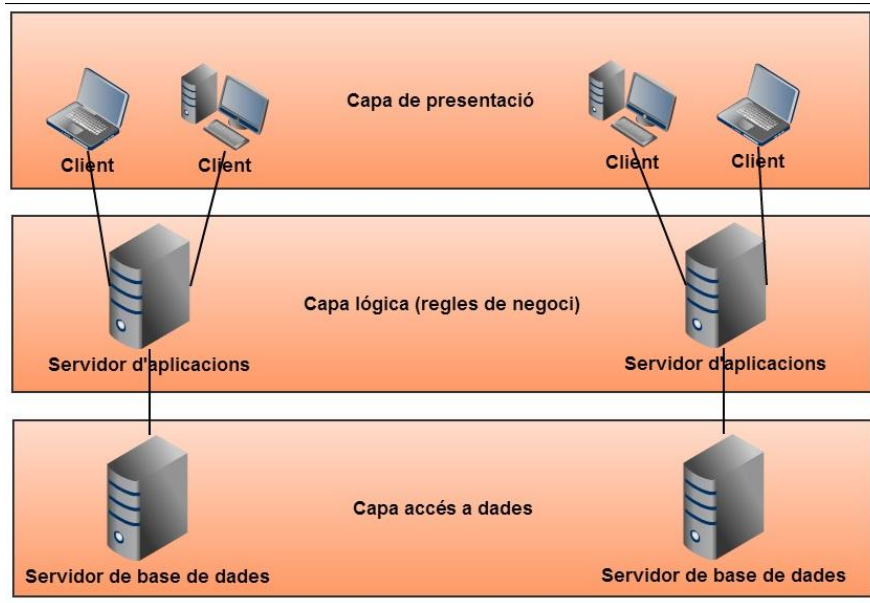 Capa de presentació
Client
Client
Client
Client
Capa lógica (regles de negoci)
Servidor d'aplicacions
Servidor d'aplicacions
Capa accés a dades
Servidor de base de dades
Servidor de base de dades